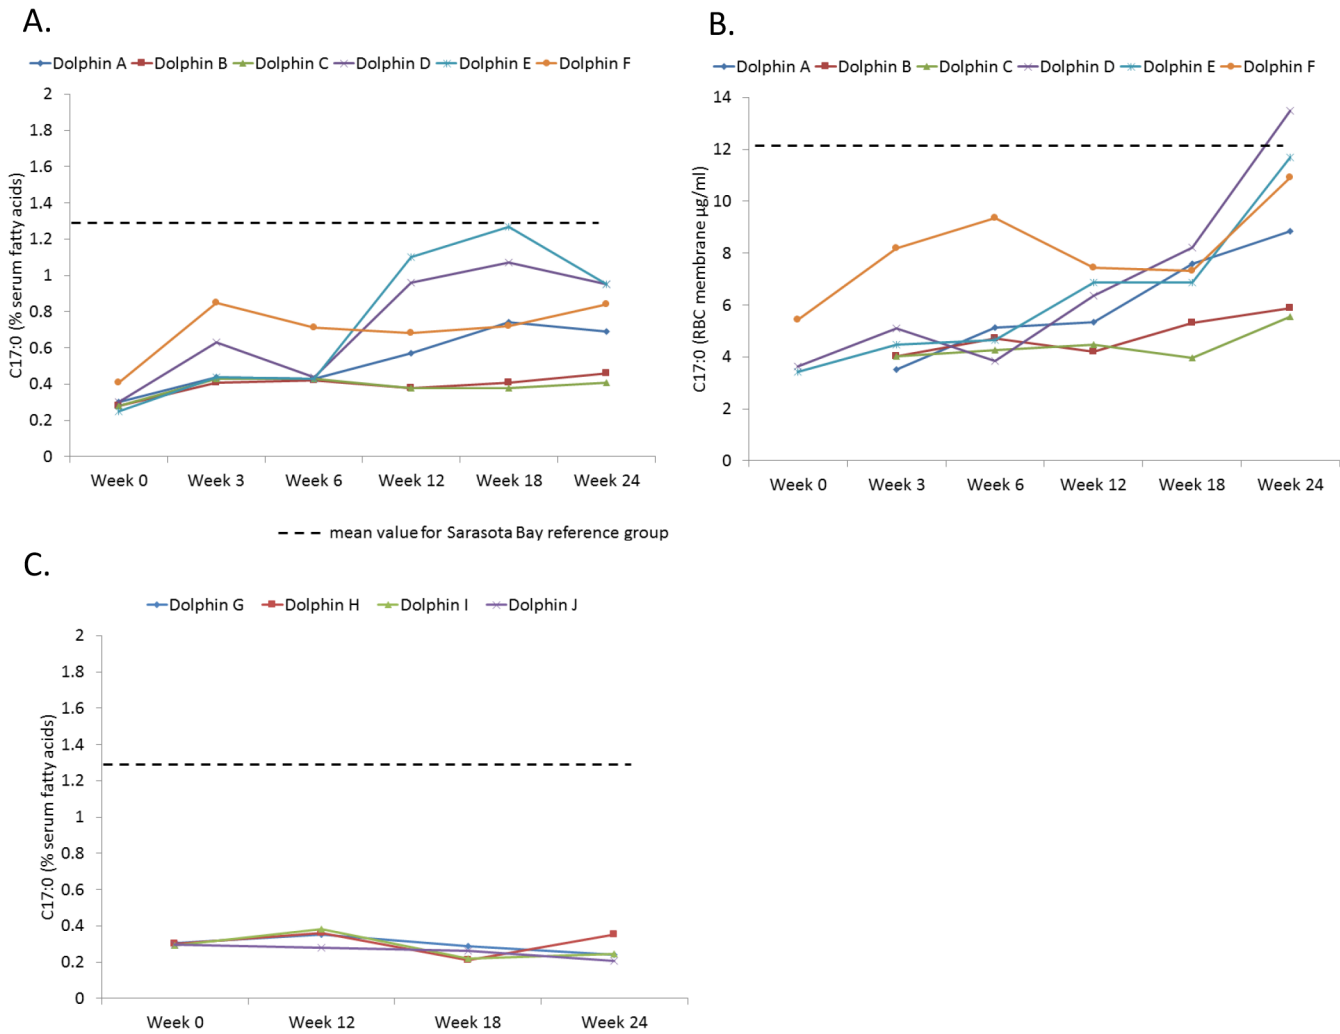 A.
Dolphin A Dolphin B Dolphin C Dolphin D Dolphin E Dolphin F
C17:0 (% serum fatty acids)
2
1.8
1.6
1.4
1.2
1
0.8
0.6
0.4
0.2
0
Week 0 Week 3 Week 6 Week 12 Week 18 Week 24
B.
Dolphin A Dolphin B Dolphin C Dolphin D Dolphin E Dolphin F
C17:0 (RBC membrane µg/ml)
14
12
10
8
6
4
2
0
Week 0 Week 3 Week 6 Week 12 Week 18 Week 24
mean value for Sarasota Bay reference group
C.
Dolphin G Dolphin H Dolphin I Dolphin J
C17:0 (% serum fatty acids)
2
1.8
1.6
1.4
1.2
1
0.8
0.6
0.4
0.2
0
Week 0 Week 12 Week 18 Week 24